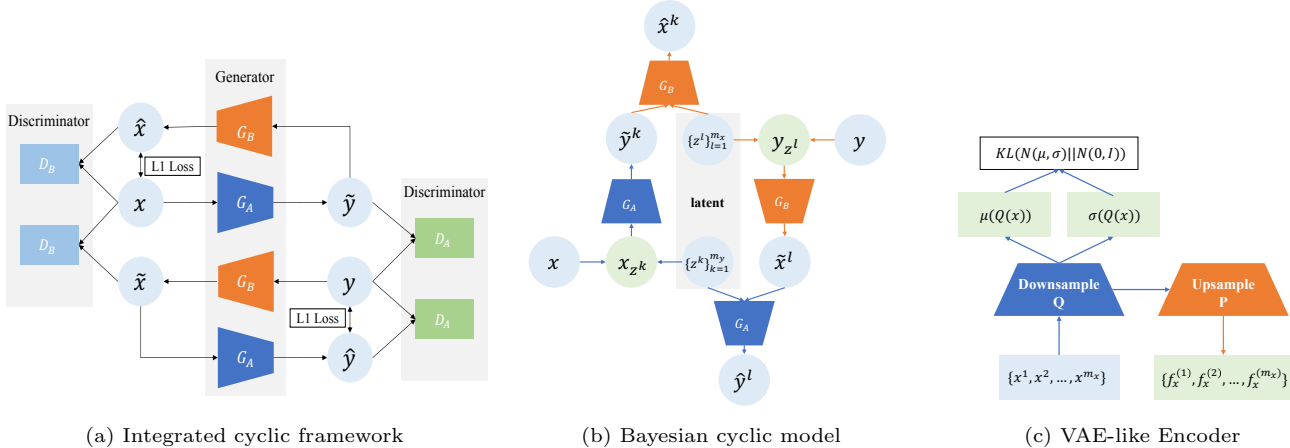 Generator
Discriminator
x̂
G_B
D_B
L1 Loss
x
G_A
ỹ
Discriminator
D_B
D_A
x̃
G_B
y
L1 Loss
D_A
G_A
ŷ
(a) Integrated cyclic framework
x̂^k
G_B
ỹ^k
{z^l}_{l=1}^{m_x}
y_{z^l}
y
G_A
latent
G_B
x
x_{z^k}
{z^k}_{k=1}^{m_y}
x̃^l
G_A
ŷ^l
(b) Bayesian cyclic model
KL(N(μ,σ)||N(0,I))
μ(Q(x))
σ(Q(x))
Downsample
Q
Upsample
P
{x^1, x^2, ..., x^{m_x}}
{f_x^{(1)}, f_x^{(2)}, ..., f_x^{(m_x)}}
(c) VAE-like Encoder